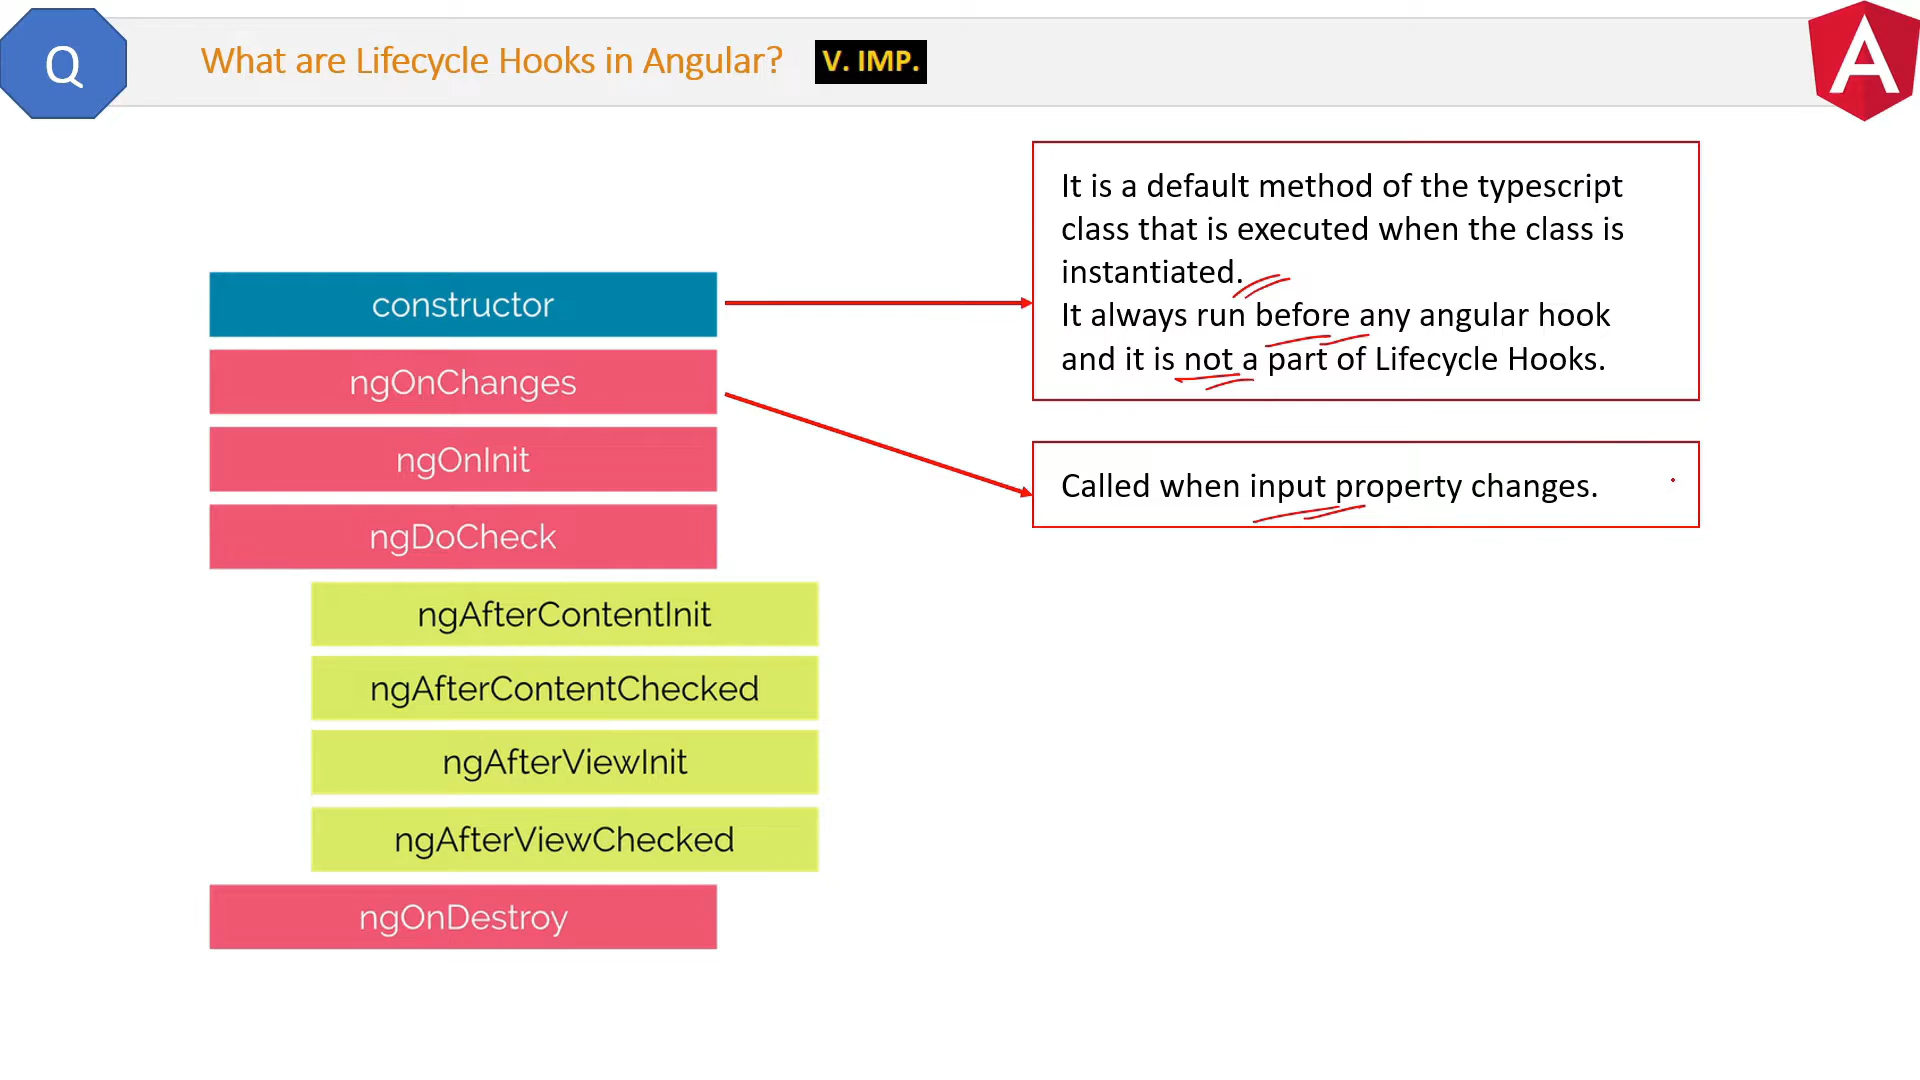 Q
What are Lifecycle Hooks in Angular?
V. IMP.
A
It is a default method of the typescript
class that is executed when the class is
instantiated.
It always run before any angular hook
and it is not a part of Lifecycle Hooks.
constructor
ngOnChanges
ngOnInit
Called when input property changes.
ngDoCheck
ngAfterContentInit
ngAfterContentChecked
ngAfterViewInit
ngAfterViewChecked
ngOnDestroy